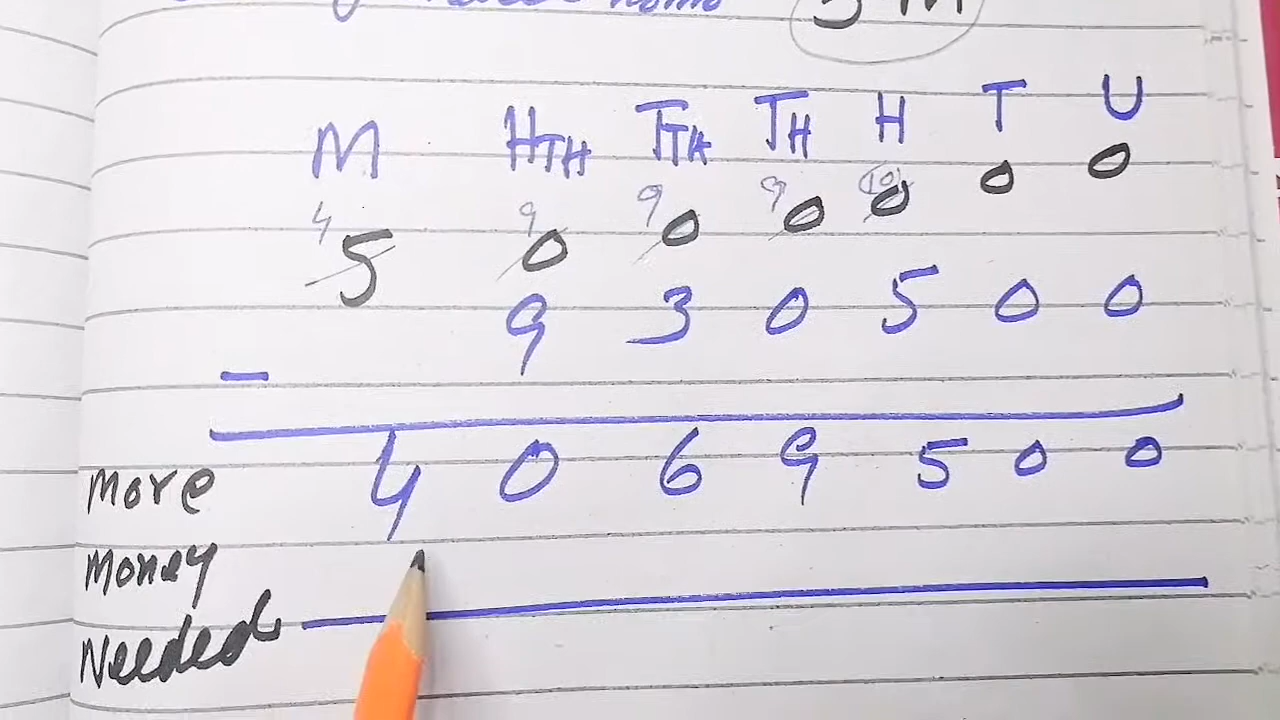 5 M
M HTH TTH TH H T U
4 9 9 9 10
5 0 0 0 0 0 0
9 3 0 5 0 0
-
More 4 0 6 9 5 0 0
Money
Needed